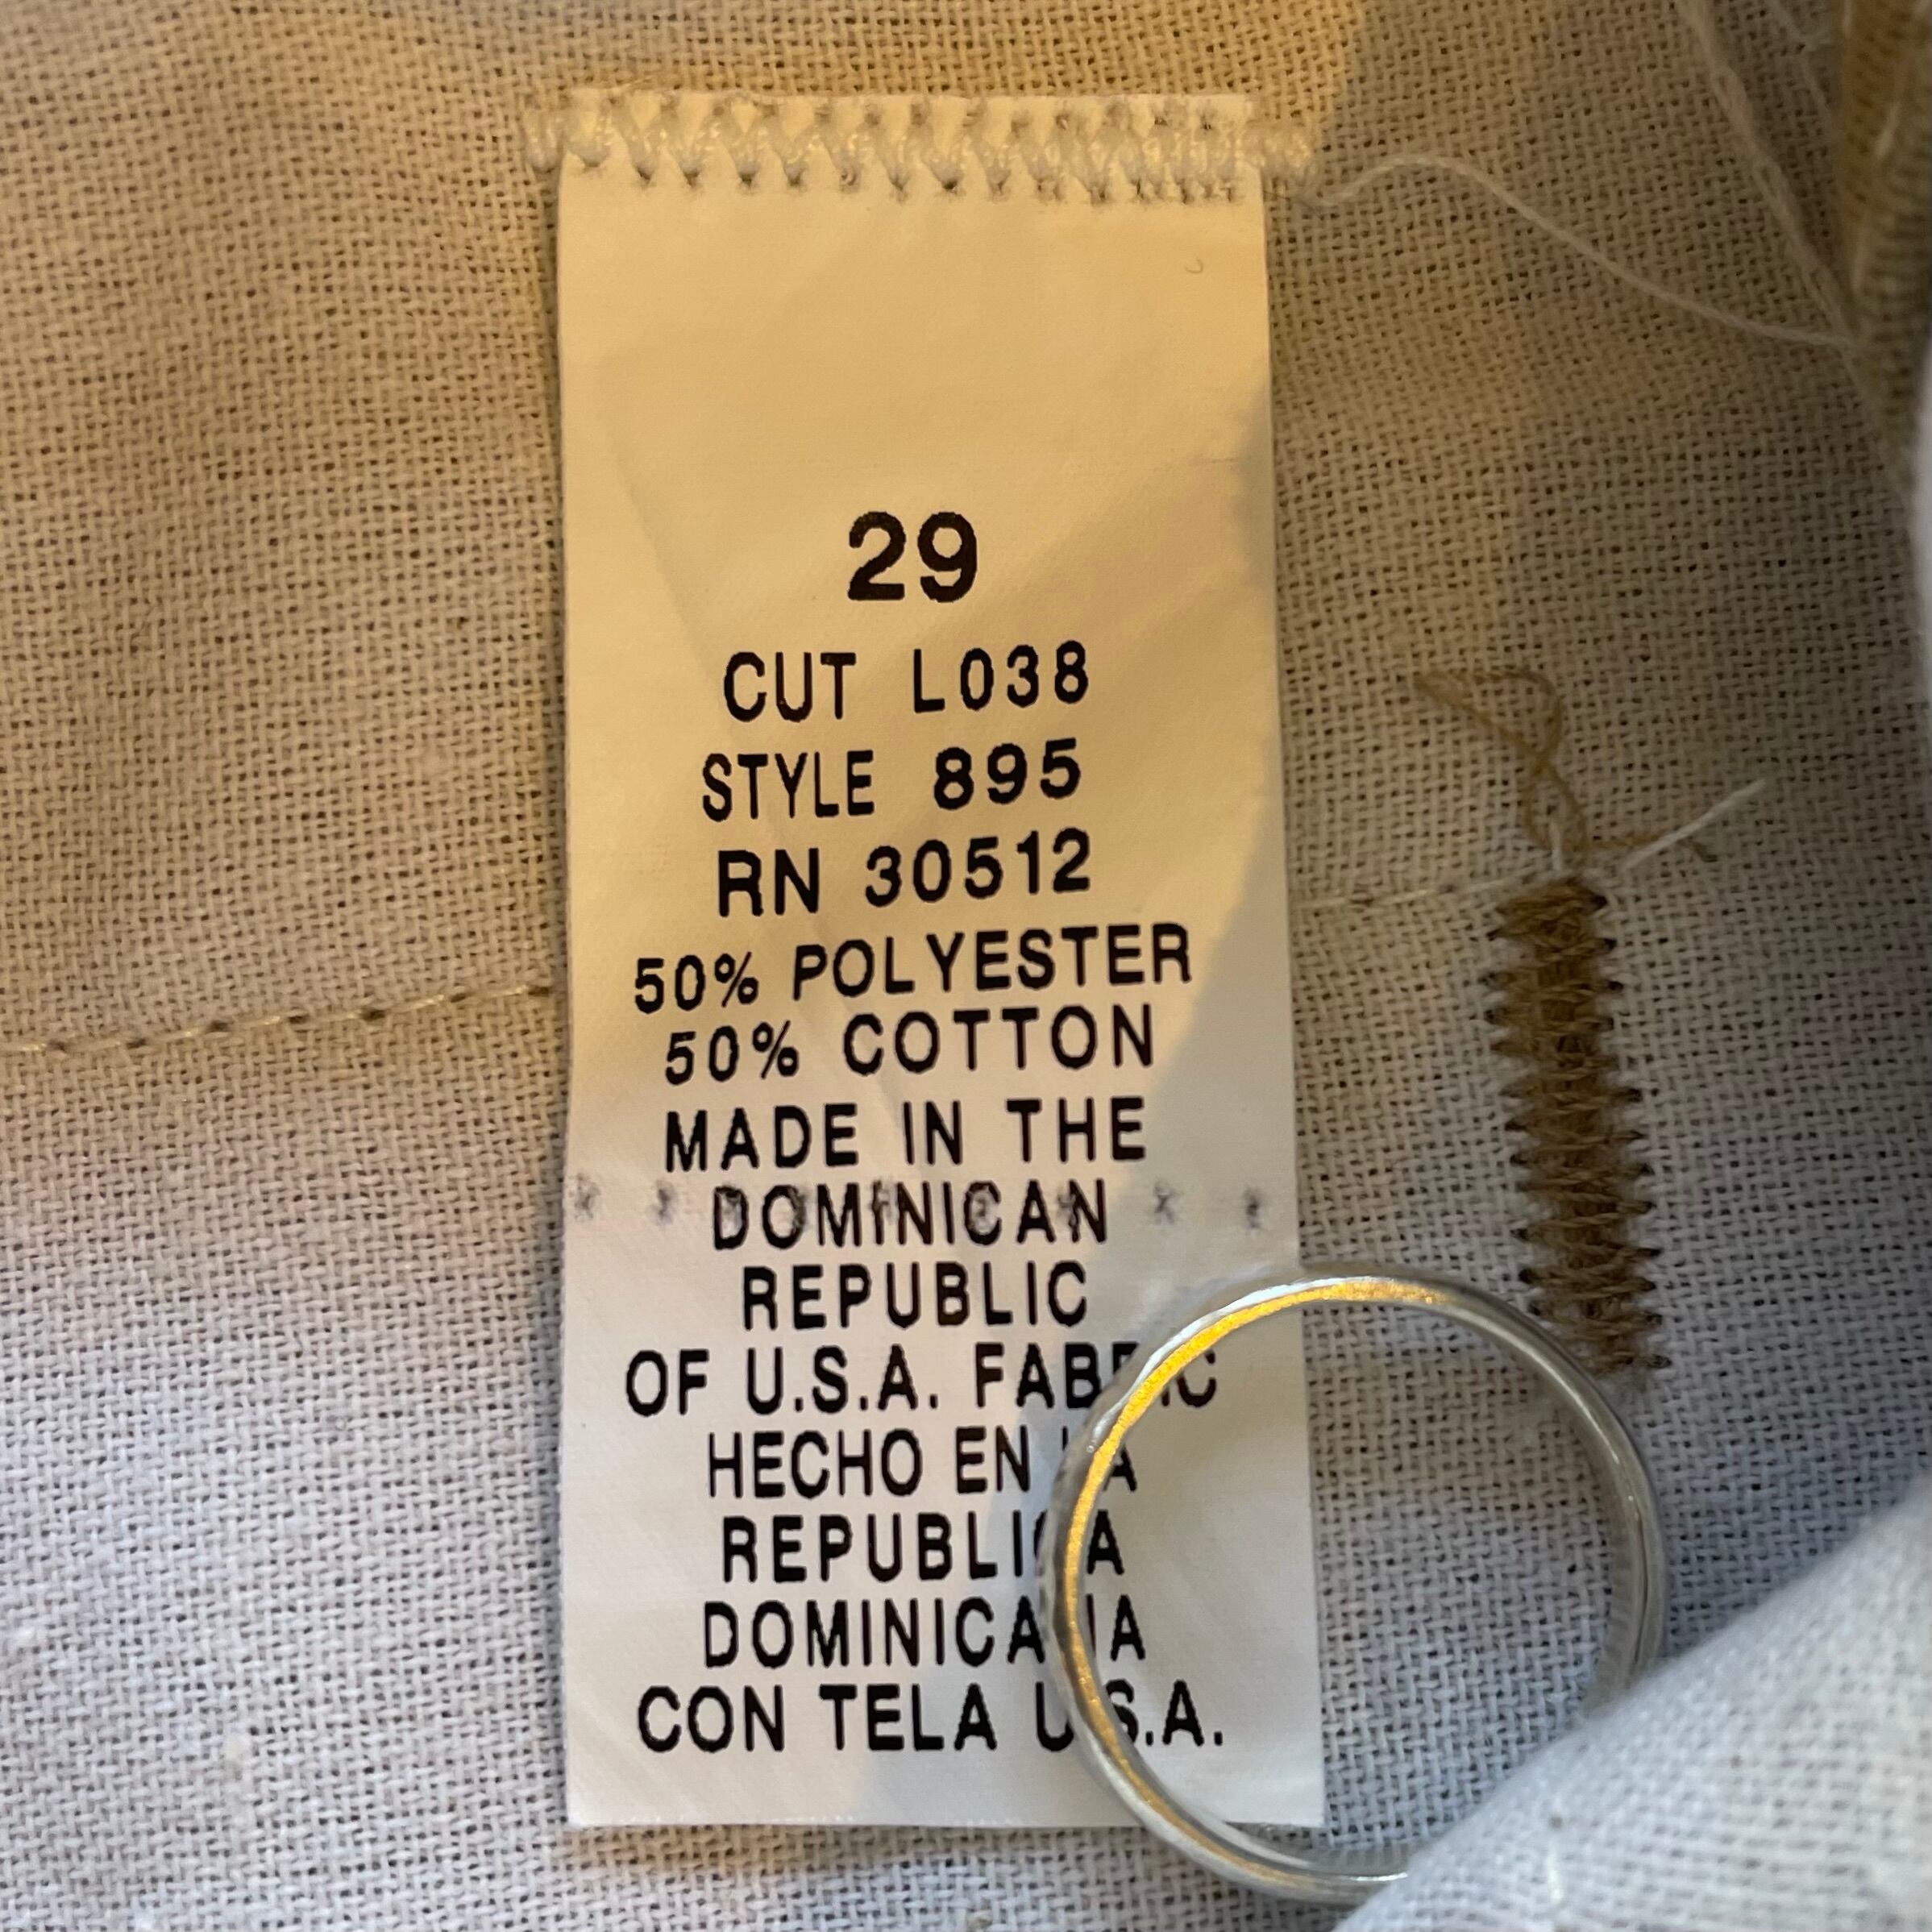 29
CUT L038
STYLE 895
RN 30512
50% POLYESTER
50% COTTON
MADE IN THE
DOMINICAN
REPUBLIC
OF U.S.A. FABRIC
HECHO EN LA
REPUBLICA
DOMINICANA
CON TELA U.S.A.